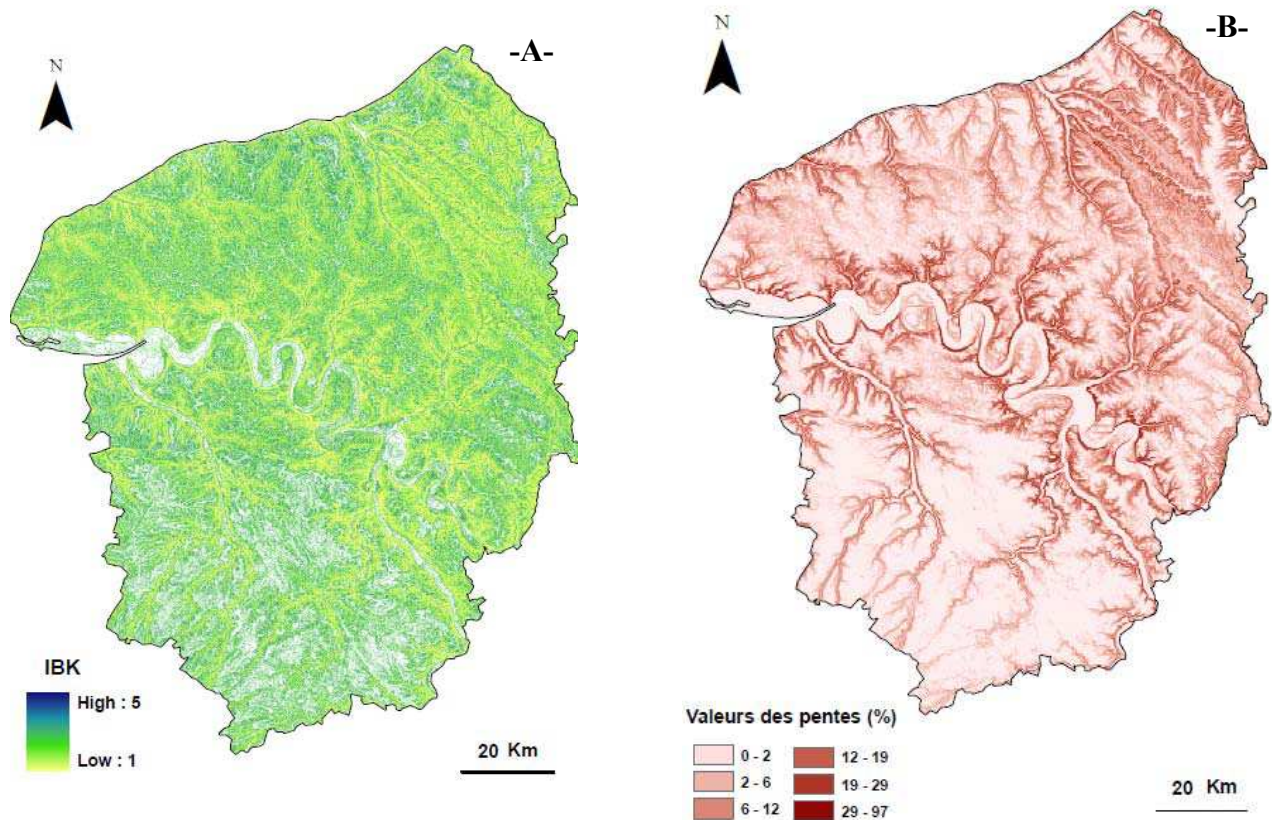 -A-
N
IBK
High : 5
Low : 1
20 Km
-B-
N
Valeurs des pentes (%)
0 - 2
2 - 6
6 - 12
12 - 19
19 - 29
29 - 97
20 Km